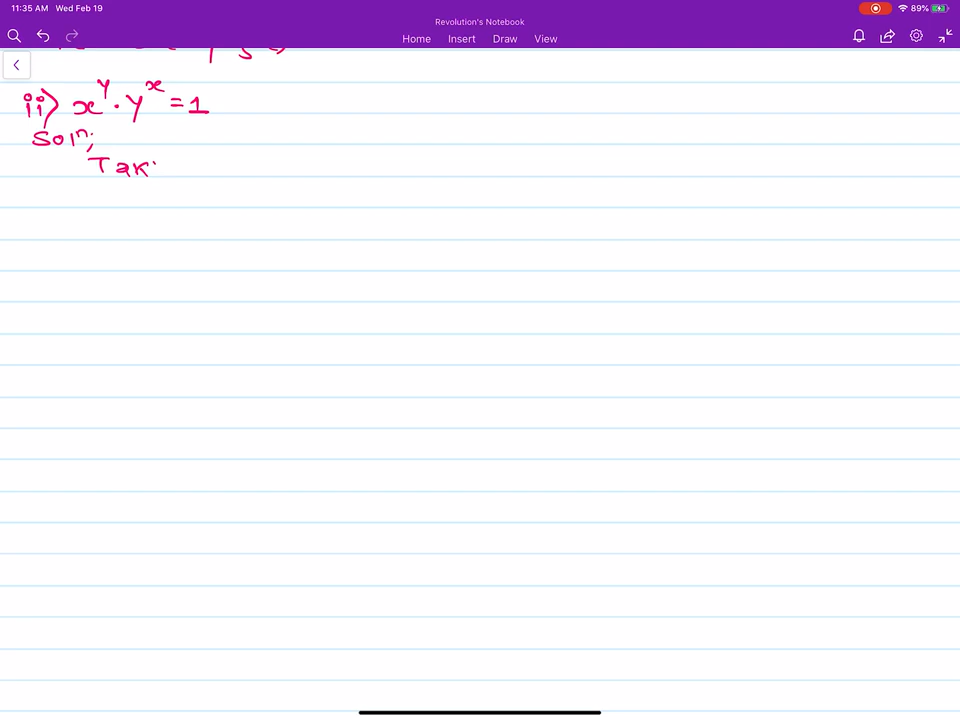 11:35 AM Wed Feb 19
89%
Revolution's Notebook
Home Insert Draw View
ii) x^y · y^x = 1
Solⁿ;
Tak